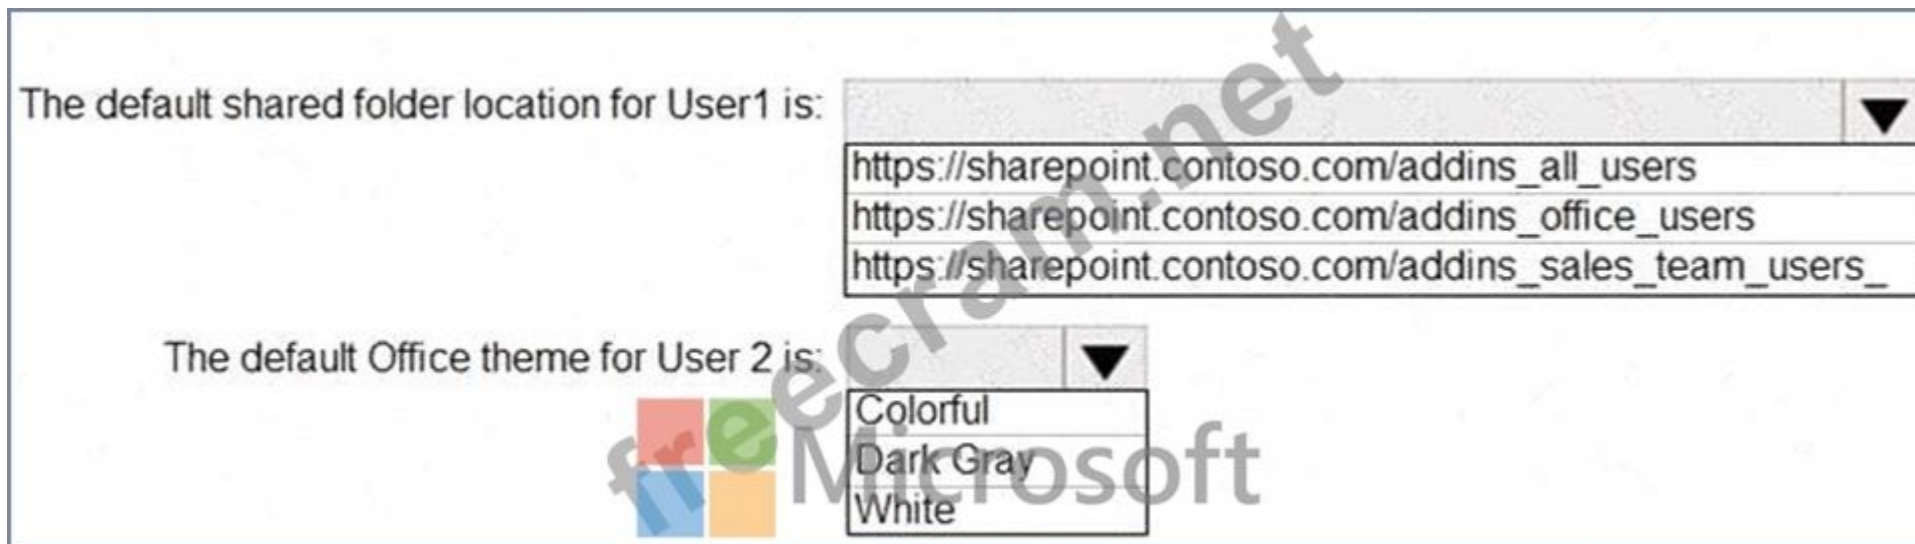 The default shared folder location for User1 is:
https://sharepoint.contoso.com/addins_all_users
https://sharepoint.contoso.com/addins_office_users
https://sharepoint.contoso.com/addins_sales_team_users_
The default Office theme for User 2 is:
Colorful
Dark Gray
White
freecram.net
Microsoft